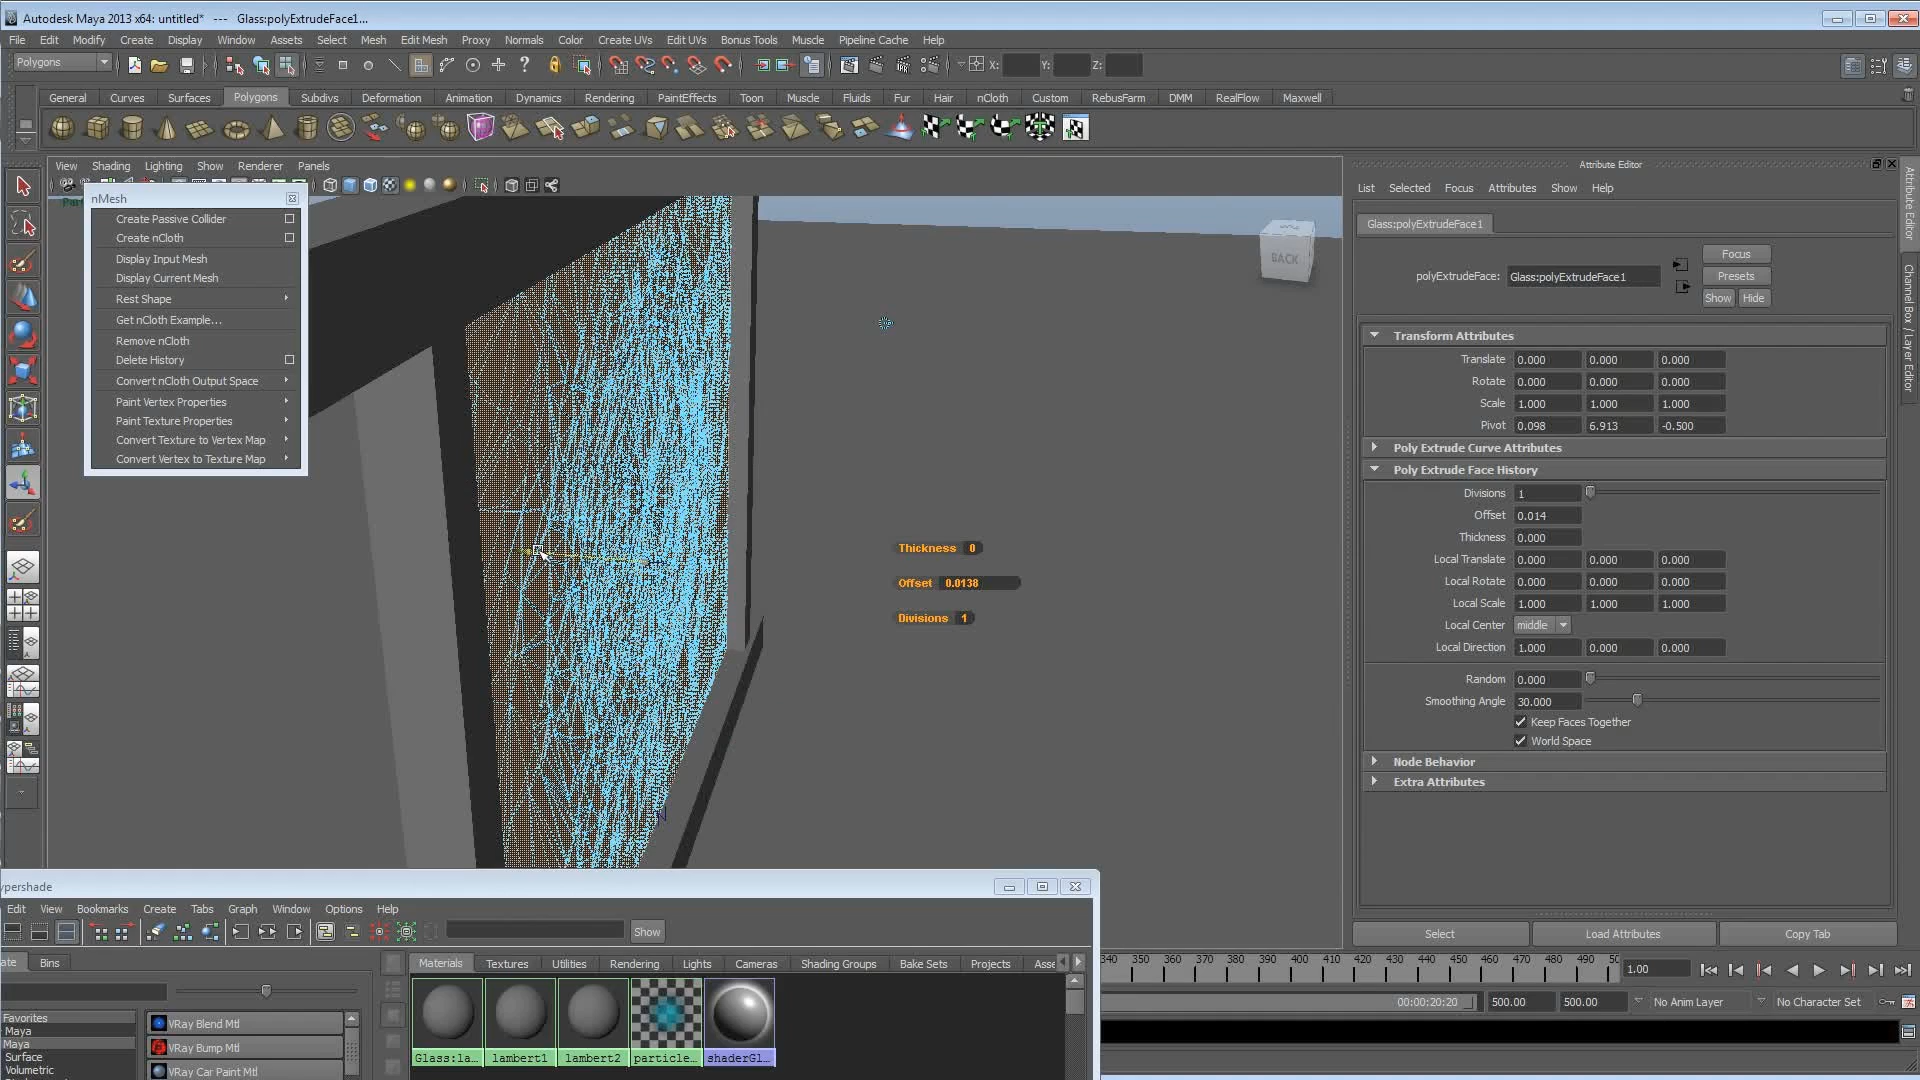 Autodesk Maya 2013 x64: untitled* --- Glass:polyExtrudeFace1...
File Edit Modify Create Display Window Assets Select Mesh Edit Mesh Proxy Normals Color Create UVs Edit UVs Bonus Tools Muscle Pipeline Cache Help
Polygons X: Y: Z:
General Curves Surfaces Polygons Subdivs Deformation Animation Dynamics Rendering PaintEffects Toon Muscle Fluids Fur Hair nCloth Custom RebusFarm DMM RealFlow Maxwell
View Shading Lighting Show Renderer Panels
nMesh
Create Passive Collider
Create nCloth
Display Input Mesh
Display Current Mesh
Rest Shape
Get nCloth Example...
Remove nCloth
Delete History
Convert nCloth Output Space
Paint Vertex Properties
Paint Texture Properties
Convert Texture to Vertex Map
Convert Vertex to Texture Map
BACK
Thickness 0
Offset 0.0138
Divisions 1
Attribute Editor
List Selected Focus Attributes Show Help
Glass:polyExtrudeFace1
Focus
polyExtrudeFace: Glass:polyExtrudeFace1 Presets
Show Hide
Transform Attributes
Translate 0.000 0.000 0.000
Rotate 0.000 0.000 0.000
Scale 1.000 1.000 1.000
Pivot 0.098 6.913 -0.500
Poly Extrude Curve Attributes
Poly Extrude Face History
Divisions 1
Offset 0.014
Thickness 0.000
Local Translate 0.000 0.000 0.000
Local Rotate 0.000 0.000 0.000
Local Scale 1.000 1.000 1.000
Local Center middle
Local Direction 1.000 0.000 0.000
Random 0.000
Smoothing Angle 30.000
Keep Faces Together
World Space
Node Behavior
Extra Attributes
Select Load Attributes Copy Tab
Attribute Editor
Channel Box / Layer Editor
ypershade
Edit View Bookmarks Create Tabs Graph Window Options Help
Show
ate Bins
Materials Textures Utilities Rendering Lights Cameras Shading Groups Bake Sets Projects Asse
Favorites
Maya
Maya
Surface
Volumetric
VRay Blend Mtl
VRay Bump Mtl
VRay Car Paint Mtl
Glass:la... lambert1 lambert2 particle... shaderGl...
340 350 360 370 380 390 400 410 420 430 440 450 460 470 480 490 50
1.00
00:00:20:20 500.00 500.00 No Anim Layer No Character Set